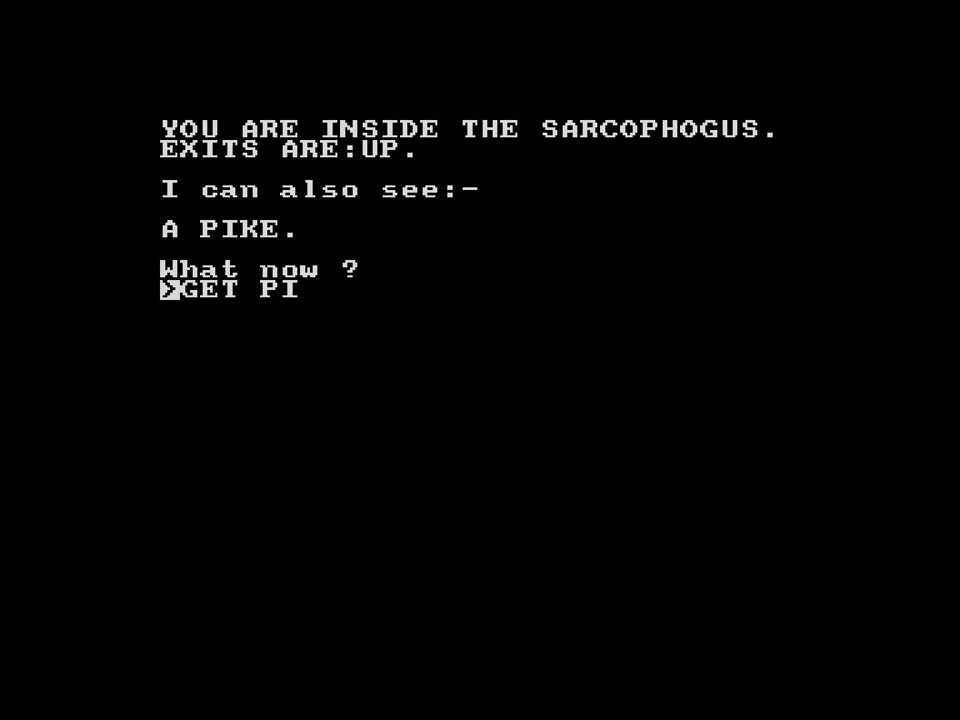 YOU ARE INSIDE THE SARCOPHOGUS.
EXITS ARE:UP.
I can also see:-
A PIKE.
What now ?
>GET PI